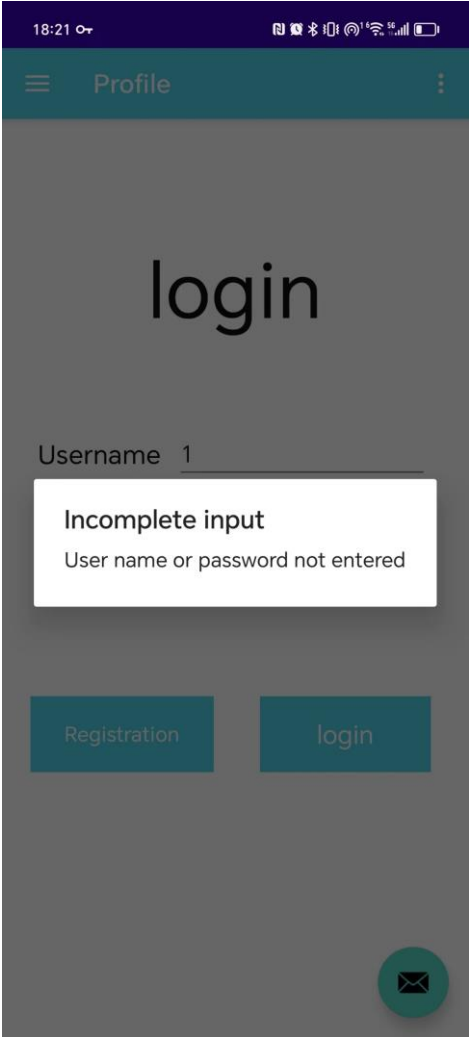 18:21
Profile
login
Username 1
Incomplete input
User name or password not entered
Registration login